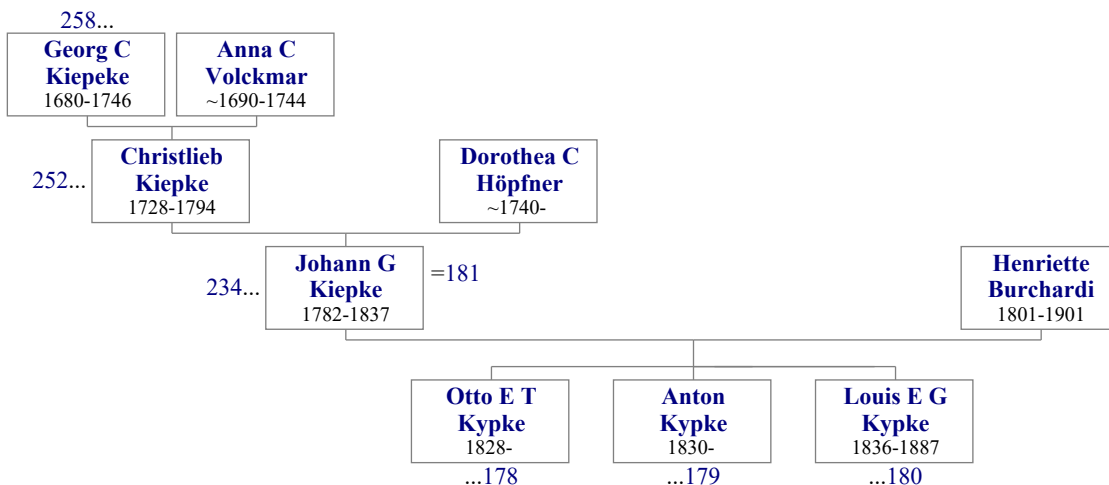 258...
Georg C
Kiepeke
1680-1746
Anna C
Volckmar
~1690-1744
252...
Christlieb
Kiepke
1728-1794
Dorothea C
Höpfner
~1740-
234...
Johann G
Kiepke
1782-1837
=181
Henriette
Burchardi
1801-1901
Otto E T
Kypke
1828-
...178
Anton
Kypke
1830-
...179
Louis E G
Kypke
1836-1887
...180